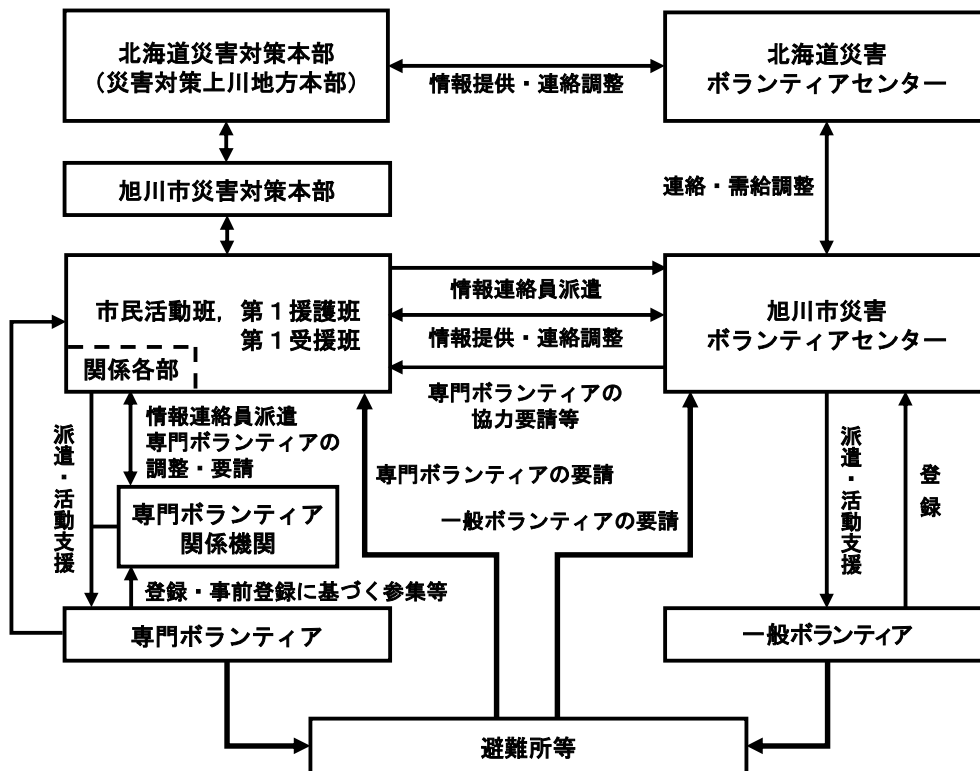 北海道災害対策本部
（災害対策上川地方本部）
情報提供・連絡調整
北海道災害
ボランティアセンター
旭川市災害対策本部
連絡・需給調整
市民活動班，第１援護班
第１受援班
関係各部
情報連絡員派遣
情報提供・連絡調整
専門ボランティアの
協力要請等
旭川市災害
ボランティアセンター
派遣・活動支援
情報連絡員派遣
専門ボランティアの
調整・要請
専門ボランティアの要請
一般ボランティアの要請
派遣・活動支援
登録
専門ボランティア
関係機関
登録・事前登録に基づく参集等
専門ボランティア
一般ボランティア
避難所等